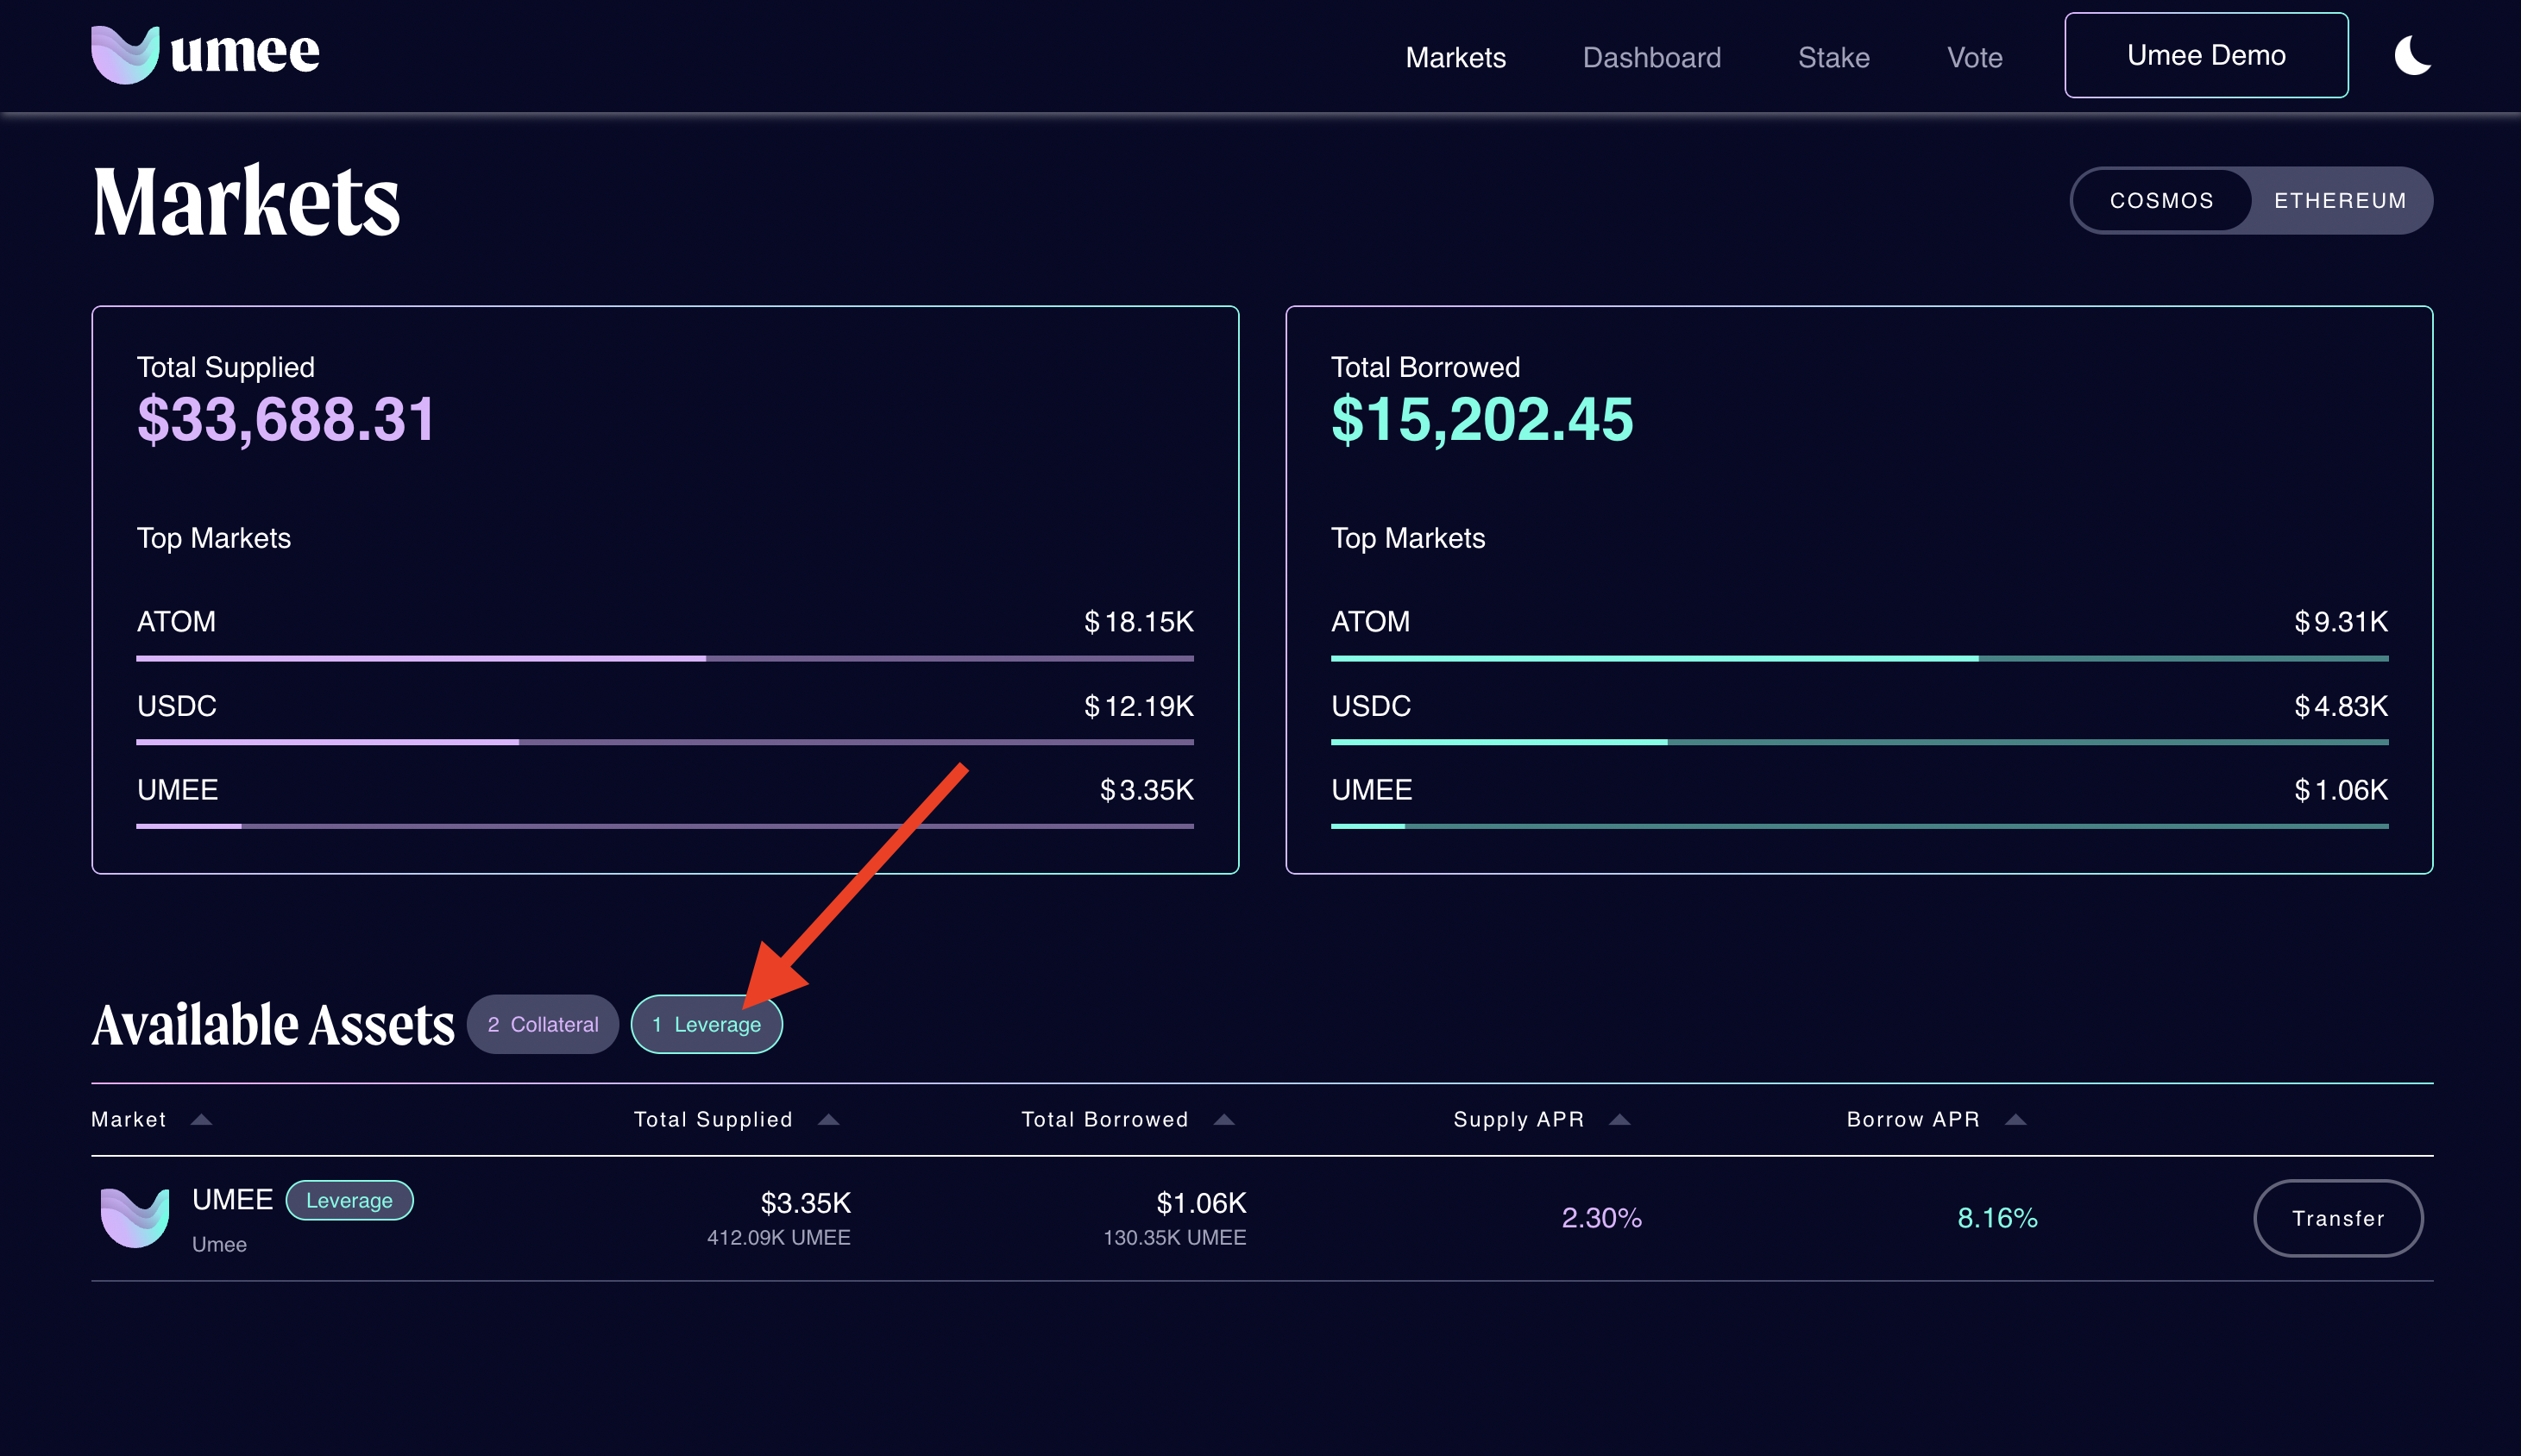 umee
Markets Dashboard Stake Vote Umee Demo
Markets
COSMOS ETHEREUM
Total Supplied
$33,688.31
Top Markets
ATOM $18.15K
USDC $12.19K
UMEE $3.35K
Total Borrowed
$15,202.45
Top Markets
ATOM $9.31K
USDC $4.83K
UMEE $1.06K
Available Assets 2 Collateral 1 Leverage
Market Total Supplied Total Borrowed Supply APR Borrow APR
UMEE Leverage $3.35K $1.06K 2.30% 8.16% Transfer
Umee 412.09K UMEE 130.35K UMEE